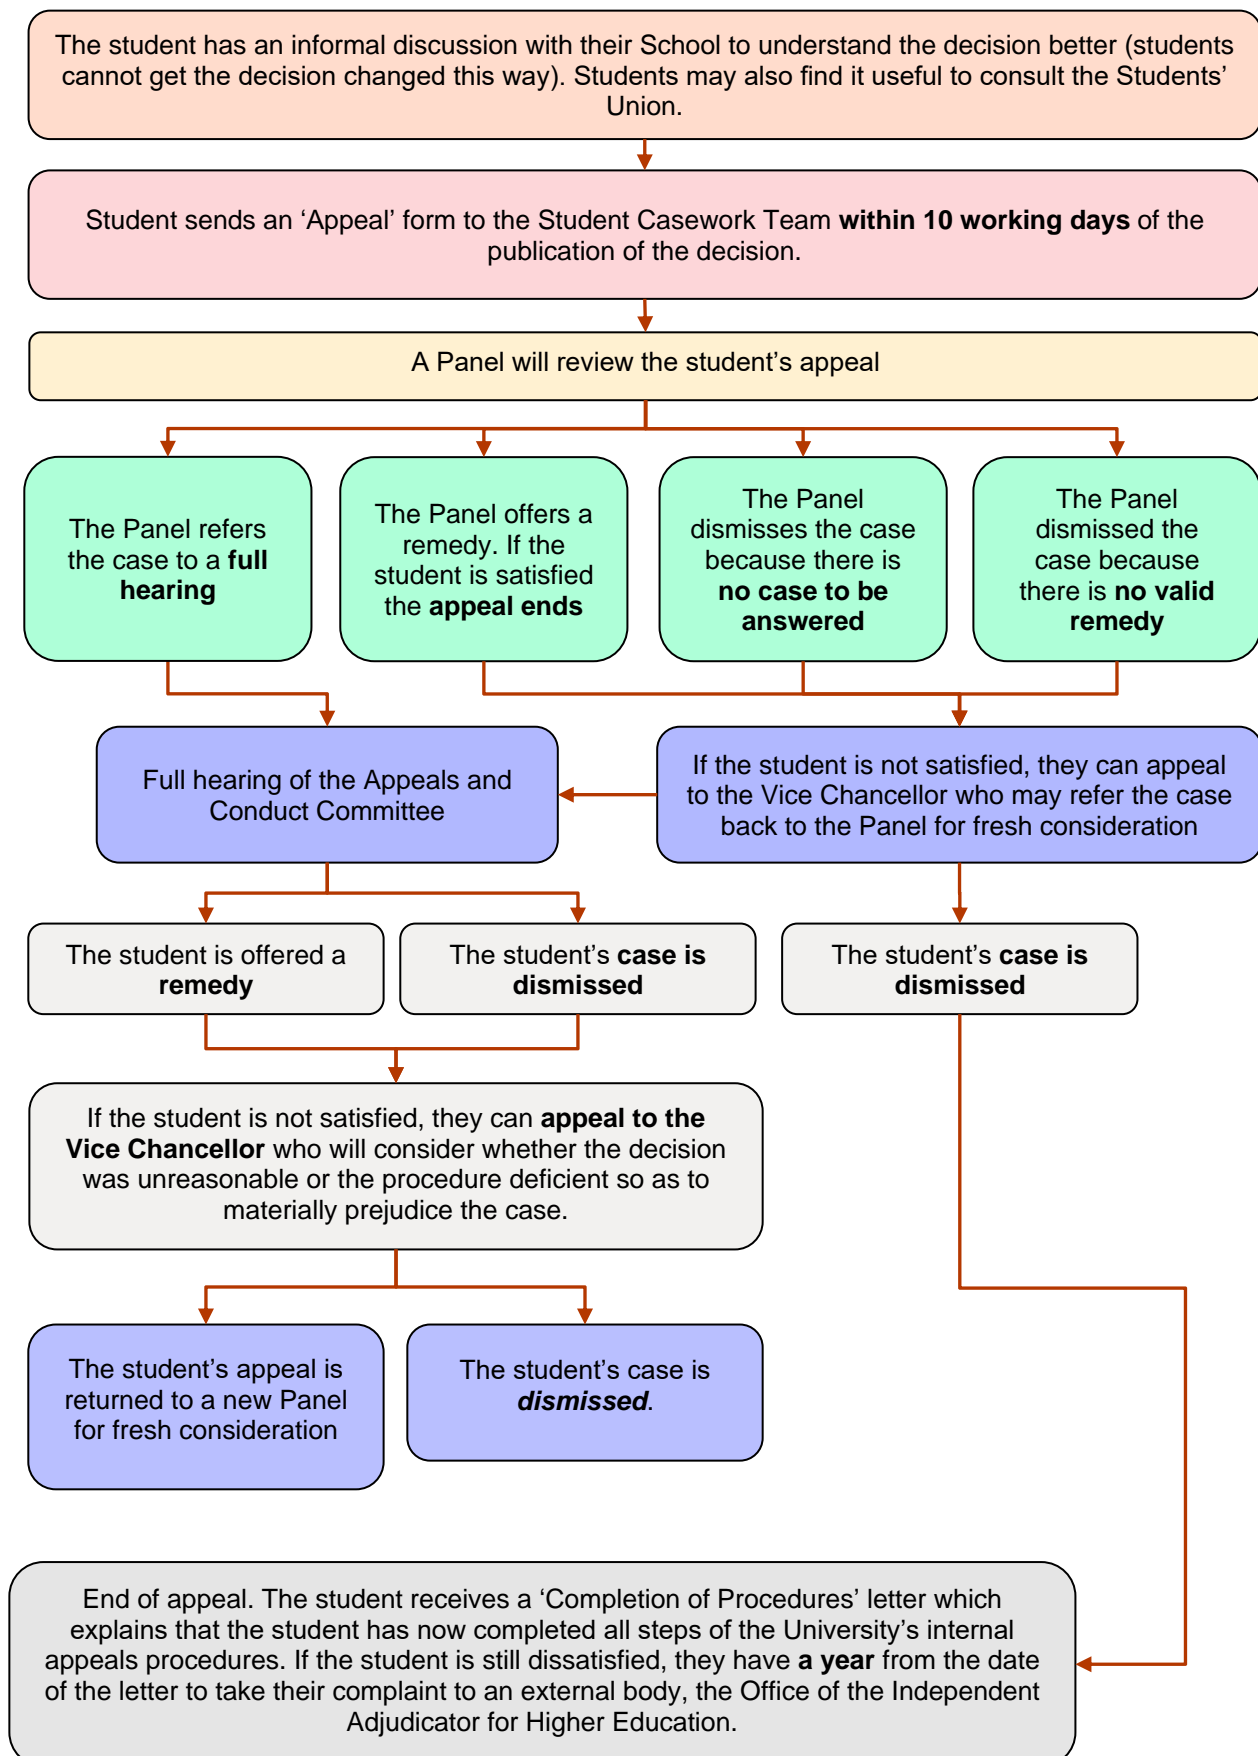 The student has an informal discussion with their School to understand the decision better (students
cannot get the decision changed this way). Students may also find it useful to consult the Students’
Union.
Student sends an ‘Appeal’ form to the Student Casework Team within 10 working days of the
publication of the decision.
A Panel will review the student’s appeal
The Panel refers
the case to a full
hearing
The Panel offers a
remedy. If the
student is satisfied
the appeal ends
The Panel
dismisses the case
because there is
no case to be
answered
The Panel
dismissed the
case because
there is no valid
remedy
Full hearing of the Appeals and
Conduct Committee
If the student is not satisfied, they can appeal
to the Vice Chancellor who may refer the case
back to the Panel for fresh consideration
The student is offered a
remedy
The student’s case is
dismissed
The student’s case is
dismissed
If the student is not satisfied, they can appeal to the
Vice Chancellor who will consider whether the decision
was unreasonable or the procedure deficient so as to
materially prejudice the case.
The student’s appeal is
returned to a new Panel
for fresh consideration
The student’s case is
dismissed.
End of appeal. The student receives a ‘Completion of Procedures’ letter which
explains that the student has now completed all steps of the University’s internal
appeals procedures. If the student is still dissatisfied, they have a year from the date
of the letter to take their complaint to an external body, the Office of the Independent
Adjudicator for Higher Education.